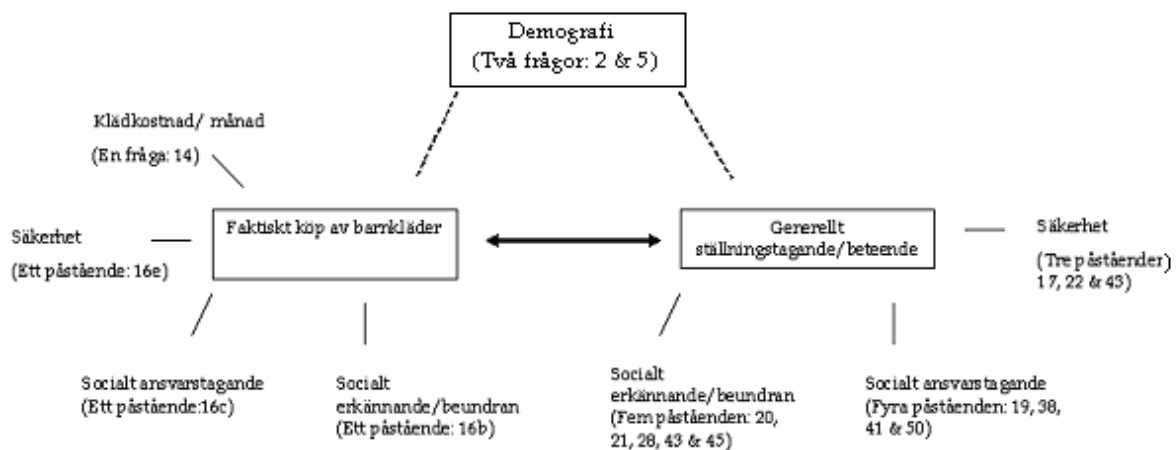 Demografi
(Två frågor: 2 & 5)
Klädkostnad/ månad
(En fråga: 14)
Faktiskt köp av barnkläder
Säkerhet
(Ett påstående: 16e)
Socialt ansvarstagande
(Ett påstående:16c)
Socialt
erkännande/beundran
(Ett påstående: 16b)
Generellt
ställningstagande/beteende
Säkerhet
(Tre påståender)
17, 22 & 43)
Socialt
erkännande/beundran
(Fem påståenden: 20,
21, 28, 43 & 45)
Socialt ansvarstagande
(Fyra påståenden: 19, 38,
41 & 50)